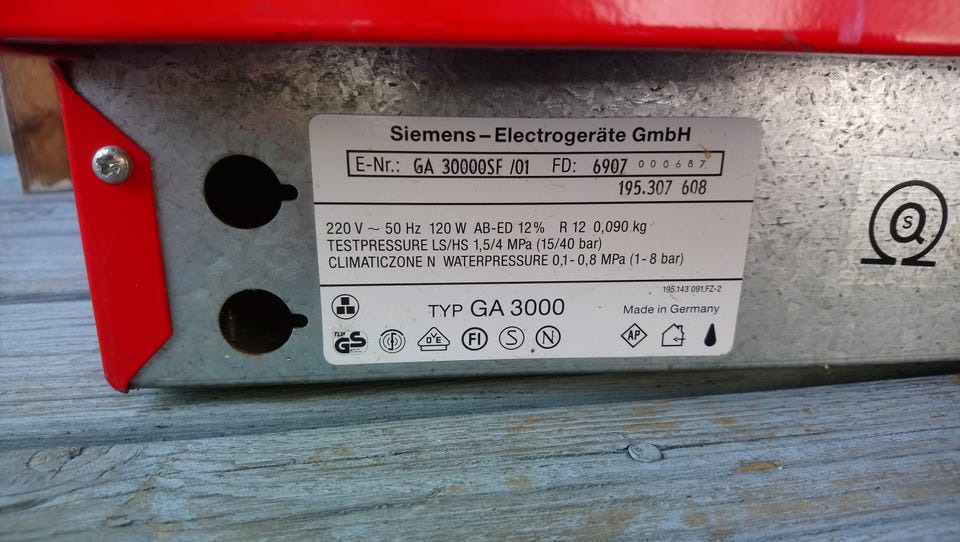 Siemens-Electrogeräte GmbH
E-Nr.: GA 30000SF /01 FD: 6907 000687
195.307 608
220 V ~ 50 Hz 120 W AB-ED 12% R 12 0,090 kg
TESTPRESSURE LS/HS 1,5/4 MPa (15/40 bar)
CLIMATICZONE N WATERPRESSURE 0,1-0,8 MPa (1-8 bar)
195.143 091.FZ-2
TYP GA 3000 Made in Germany
GS DVE FI S N AP
S
Q